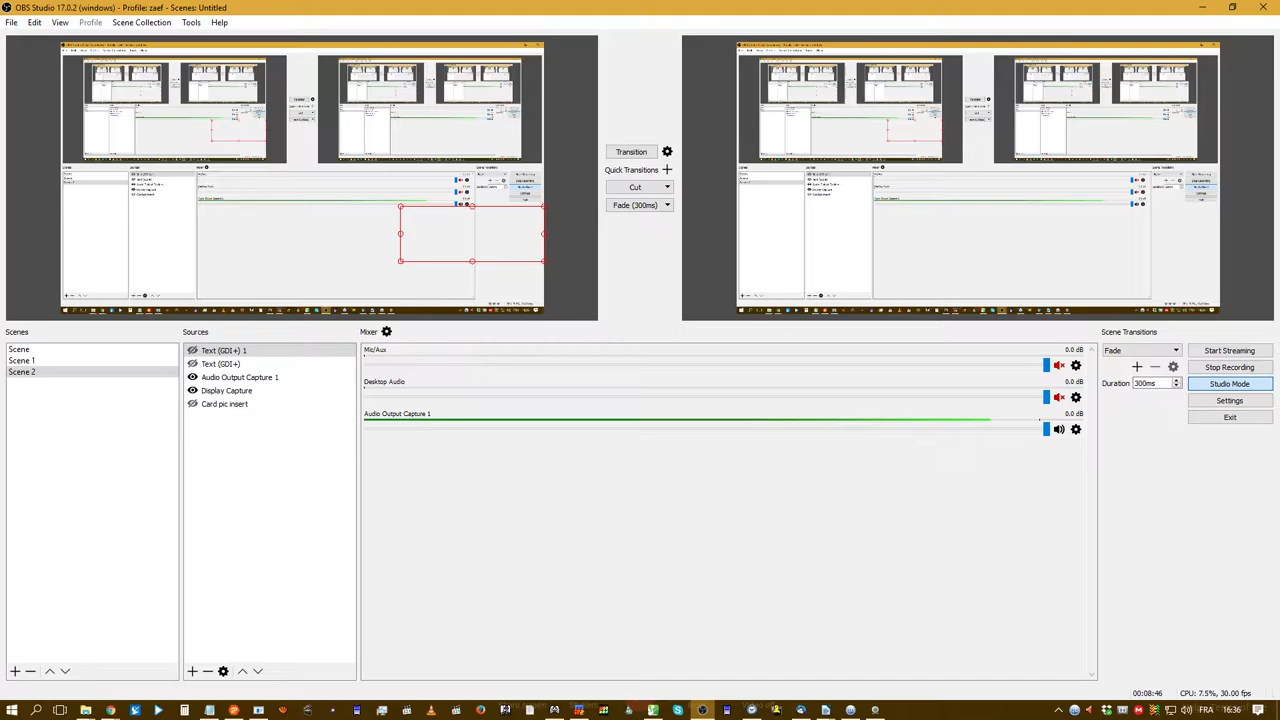 OBS Studio 17.0.2 (windows) - Profile: zaef - Scenes: Untitled
File Edit View Profile Scene Collection Tools Help
Transition
Quick Transitions
Cut
Fade (300ms)
Scenes
Scene
Scene 1
Scene 2
Sources
Text (GDI+) 1
Text (GDI+)
Audio Output Capture 1
Display Capture
Card pic insert
Mixer
Mic/Aux 0.0 dB
Desktop Audio 0.0 dB
Audio Output Capture 1 0.0 dB
Scene Transitions
Fade
Duration 300ms
Start Streaming
Stop Recording
Studio Mode
Settings
Exit
00:08:46 CPU: 7.5%, 30.00 fps
FRA 16:36